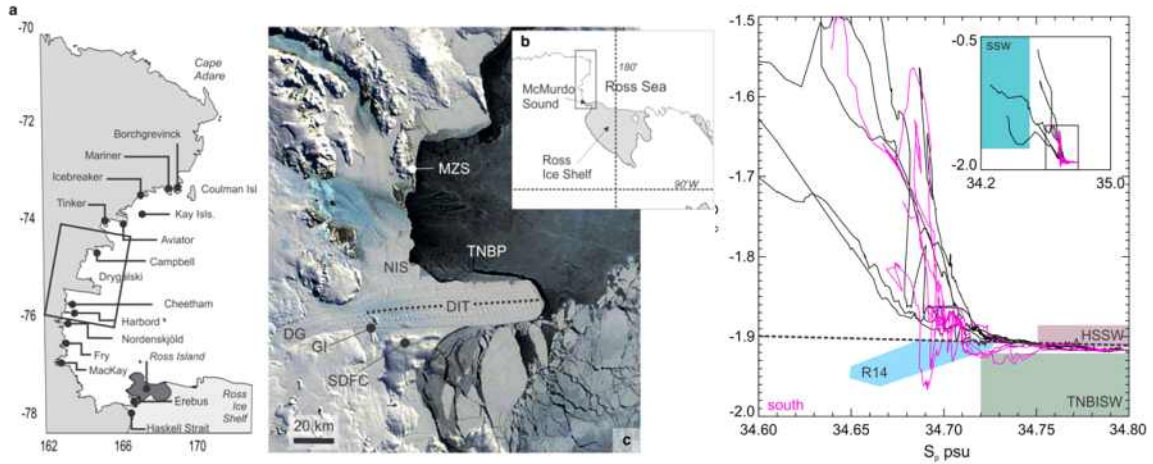 a
-70
-72
-74
-76
-78
162
166
170
Cape
Adare
Borchgrevinck
Mariner
Icebreaker
Coulman Isl
Tinker
Kay Isls.
Aviator
Campbell
Drygalski
Cheetham
Harbord
Nordenskjöld
Fry
Ross Island
MacKay
Ross
Ice
Shelf
Erebus
Haskell Strait
MZS
TNBP
NIS
DIT
DG
GI
SDFC
20 km
c
b
180'
McMurdo
Sound
Ross Sea
Ross
Ice Shelf
90'W
-1.5
-1.6
-1.7
-1.8
-1.9
-2.0
-0.5
SSW
-2.0
34.2
35.0
HSSW
R14
TNBISW
south
34.60
34.65
34.70
34.75
34.80
Sp psu